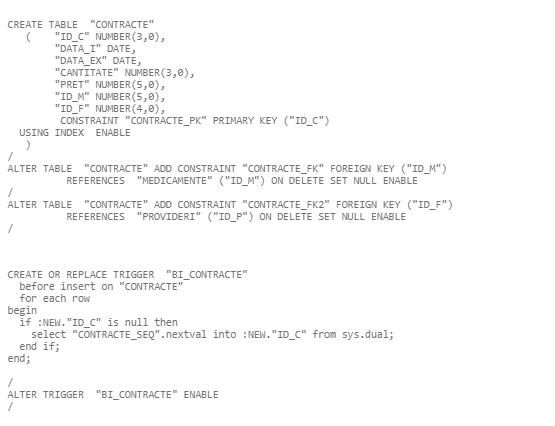 CREATE TABLE  "CONTRACTE"
   (    "ID_C" NUMBER(3,0),
        "DATA_I" DATE,
        "DATA_EX" DATE,
        "CANTITATE" NUMBER(3,0),
        "PRET" NUMBER(5,0),
        "ID_M" NUMBER(5,0),
        "ID_F" NUMBER(4,0),
         CONSTRAINT "CONTRACTE_PK" PRIMARY KEY ("ID_C")
  USING INDEX  ENABLE
   )
/
ALTER TABLE  "CONTRACTE" ADD CONSTRAINT "CONTRACTE_FK" FOREIGN KEY ("ID_M")
          REFERENCES  "MEDICAMENTE" ("ID_M") ON DELETE SET NULL ENABLE
/
ALTER TABLE  "CONTRACTE" ADD CONSTRAINT "CONTRACTE_FK2" FOREIGN KEY ("ID_F")
          REFERENCES  "PROVIDERI" ("ID_P") ON DELETE SET NULL ENABLE
/
CREATE OR REPLACE TRIGGER  "BI_CONTRACTE"
  before insert on "CONTRACTE"
  for each row
begin
  if :NEW."ID_C" is null then
    select "CONTRACTE_SEQ".nextval into :NEW."ID_C" from sys.dual;
  end if;
end;
/
ALTER TRIGGER  "BI_CONTRACTE" ENABLE
/